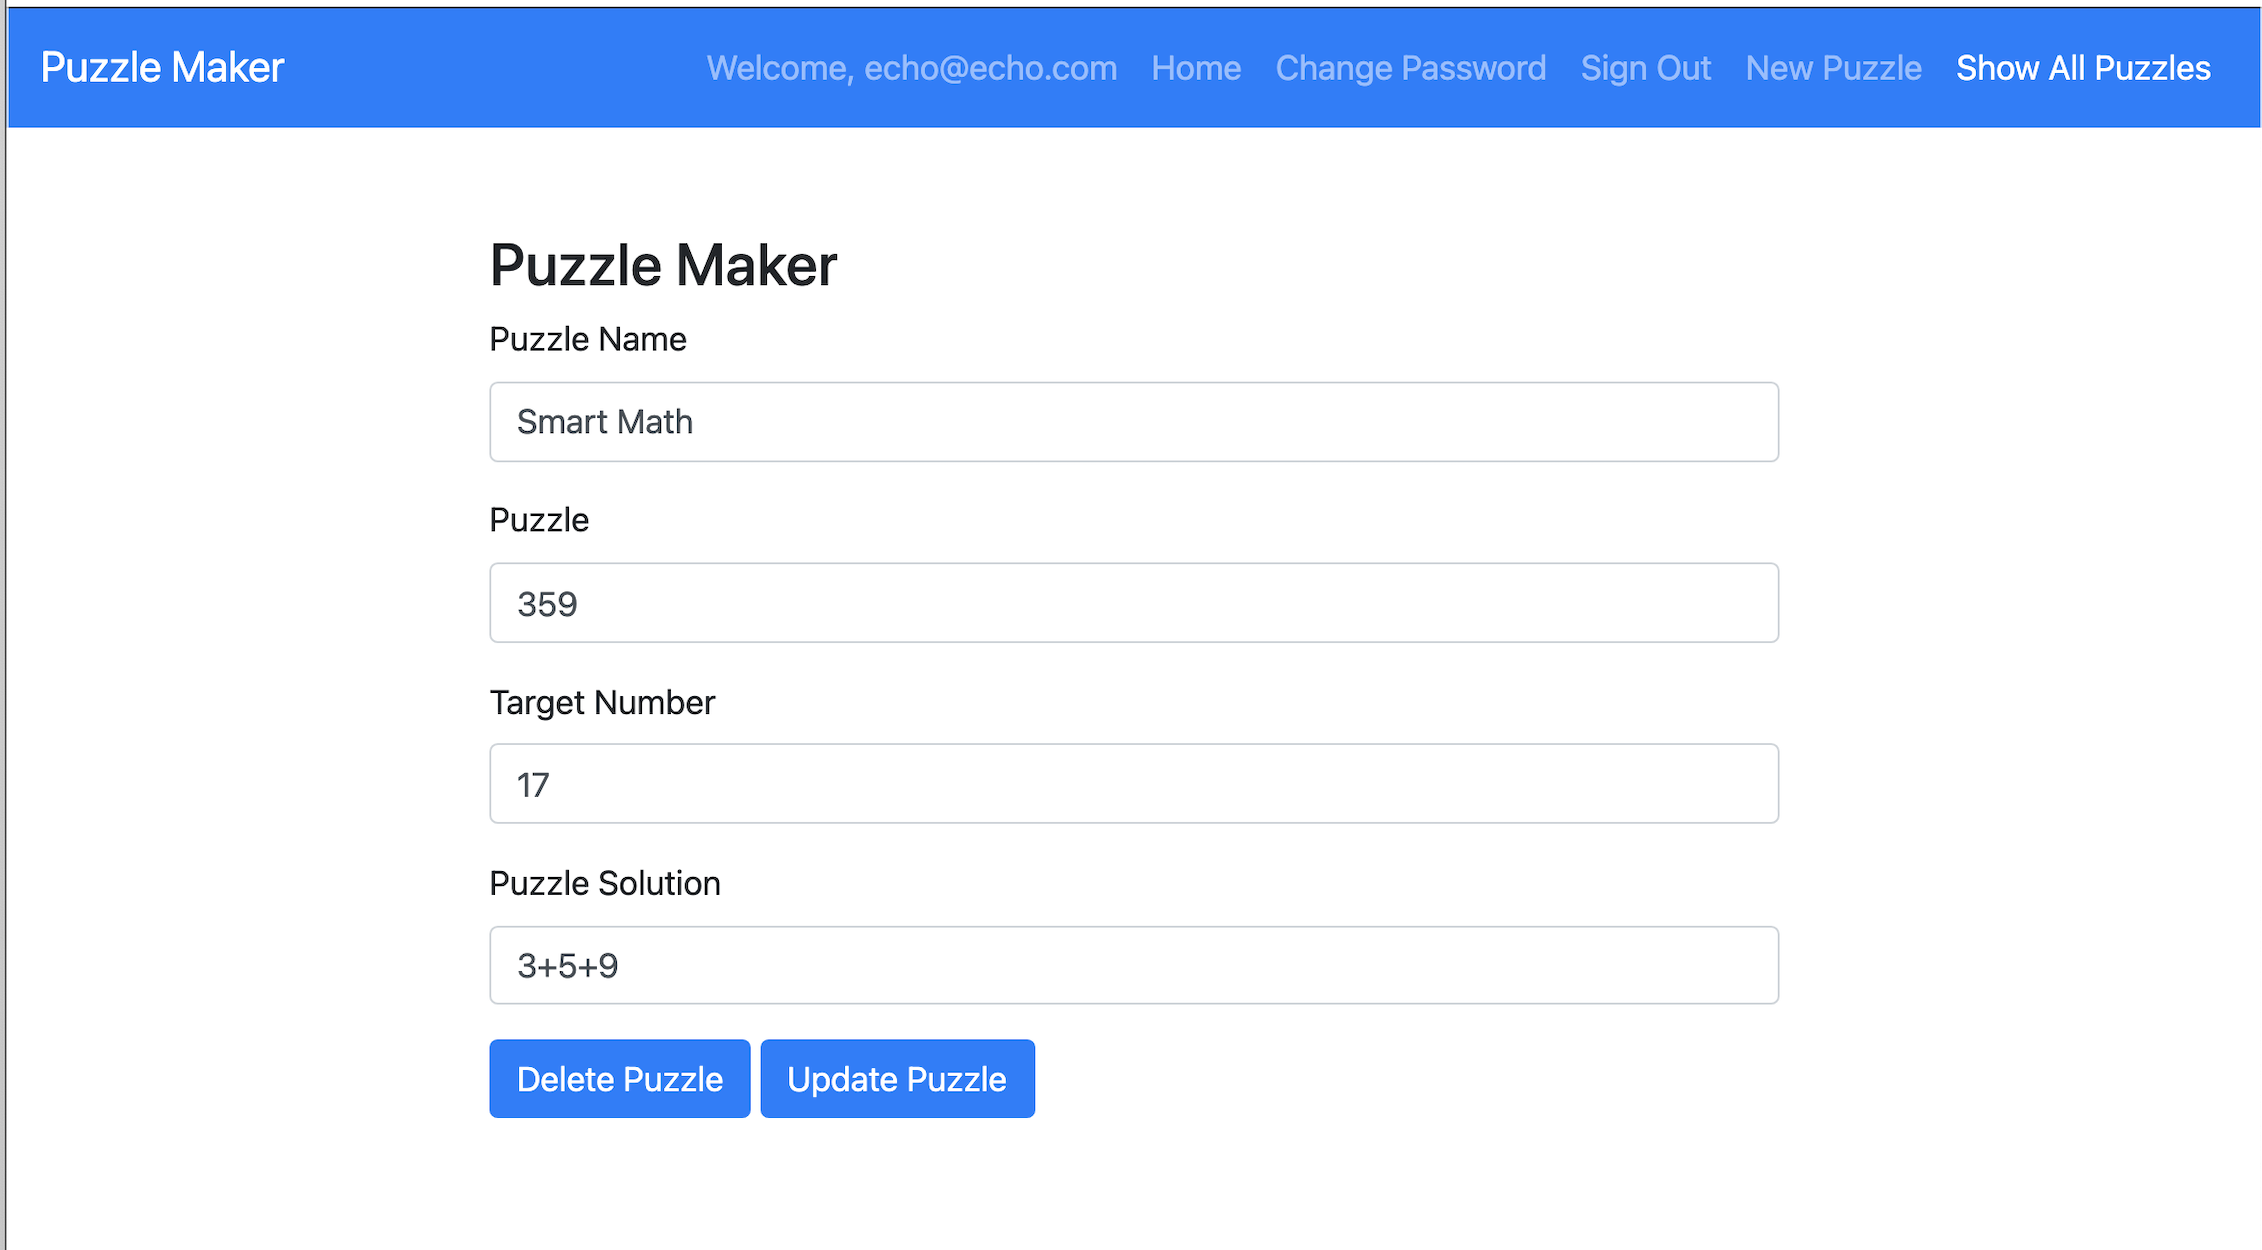 Puzzle Maker Welcome, echo@echo.com Home Change Password Sign Out New Puzzle Show All Puzzles
Puzzle Maker
Puzzle Name
Smart Math
Puzzle
359
Target Number
17
Puzzle Solution
3+5+9
Delete Puzzle Update Puzzle